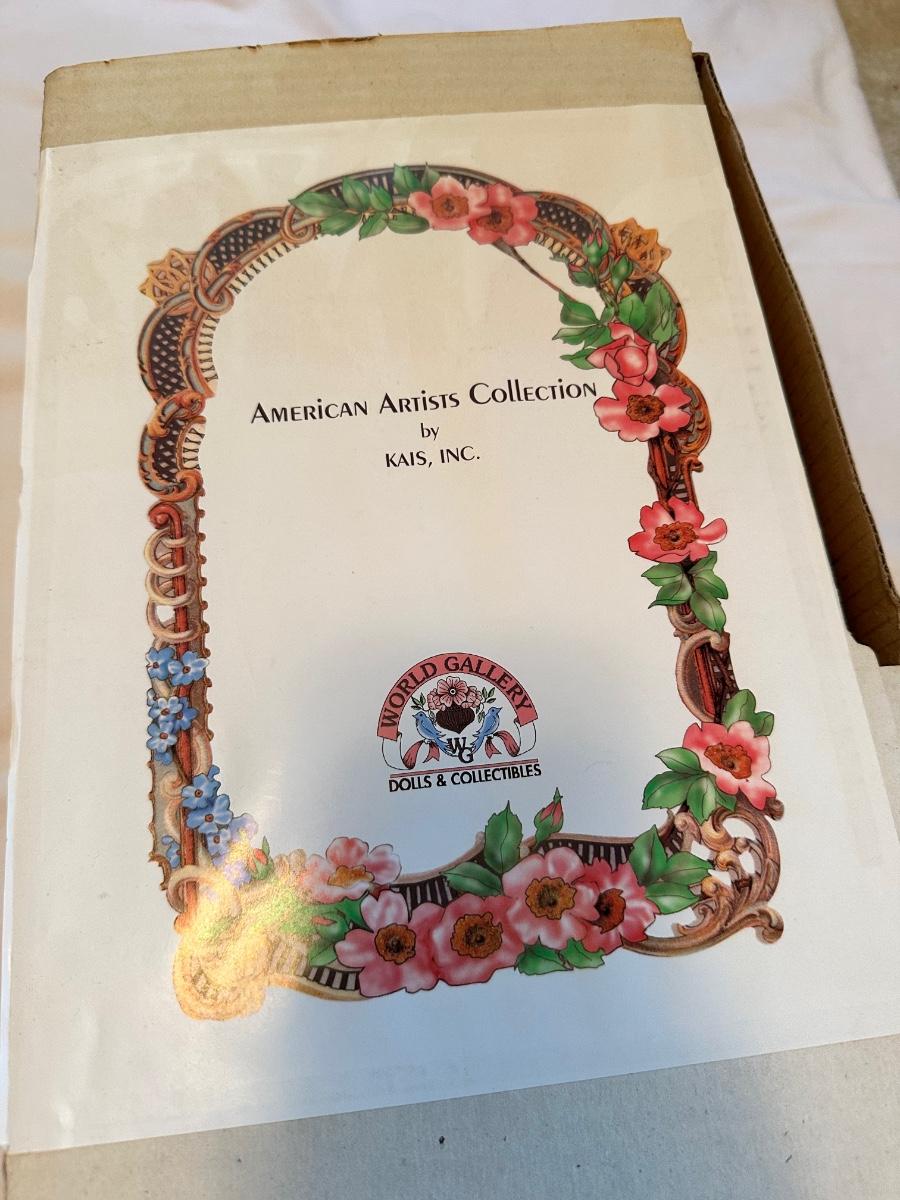 American Artists Collection
by
KAIS, INC.
WORLD GALLERY
WG
DOLLS & COLLECTIBLES